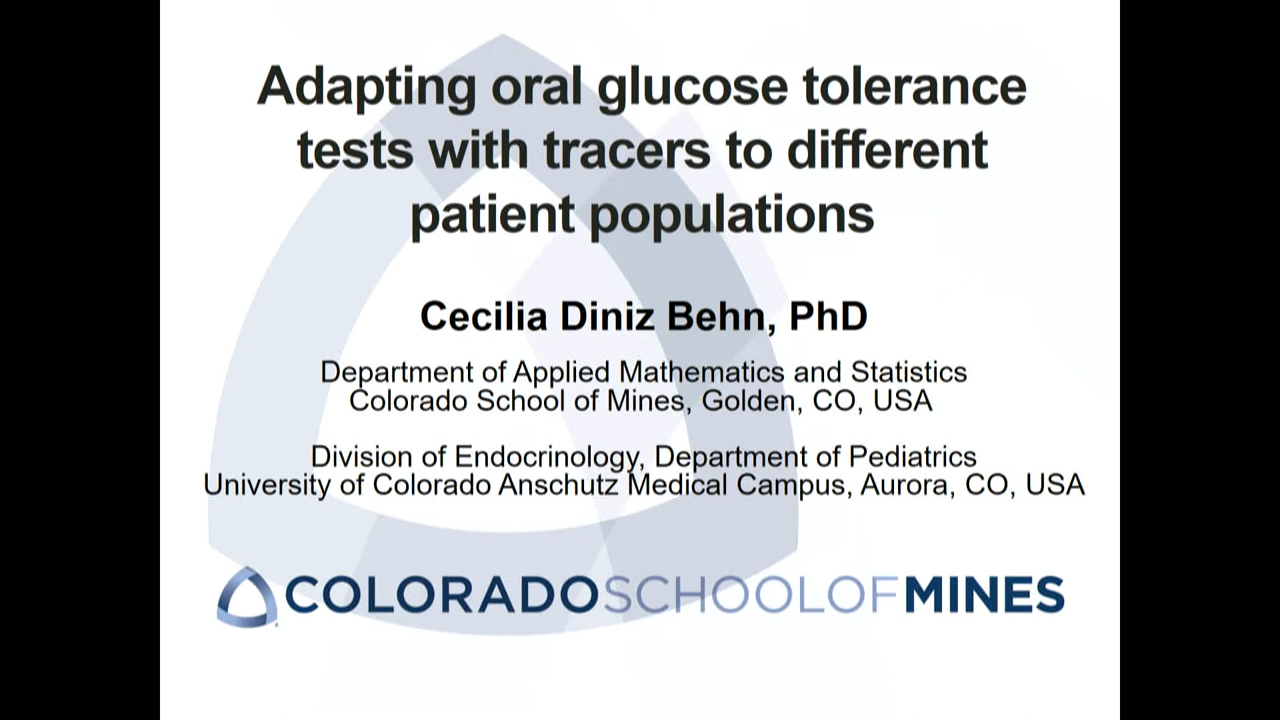 Adapting oral glucose tolerance
tests with tracers to different
patient populations
Cecilia Diniz Behn, PhD
Department of Applied Mathematics and Statistics
Colorado School of Mines, Golden, CO, USA
Division of Endocrinology, Department of Pediatrics
University of Colorado Anschutz Medical Campus, Aurora, CO, USA
COLORADOSCHOOLOFMINES